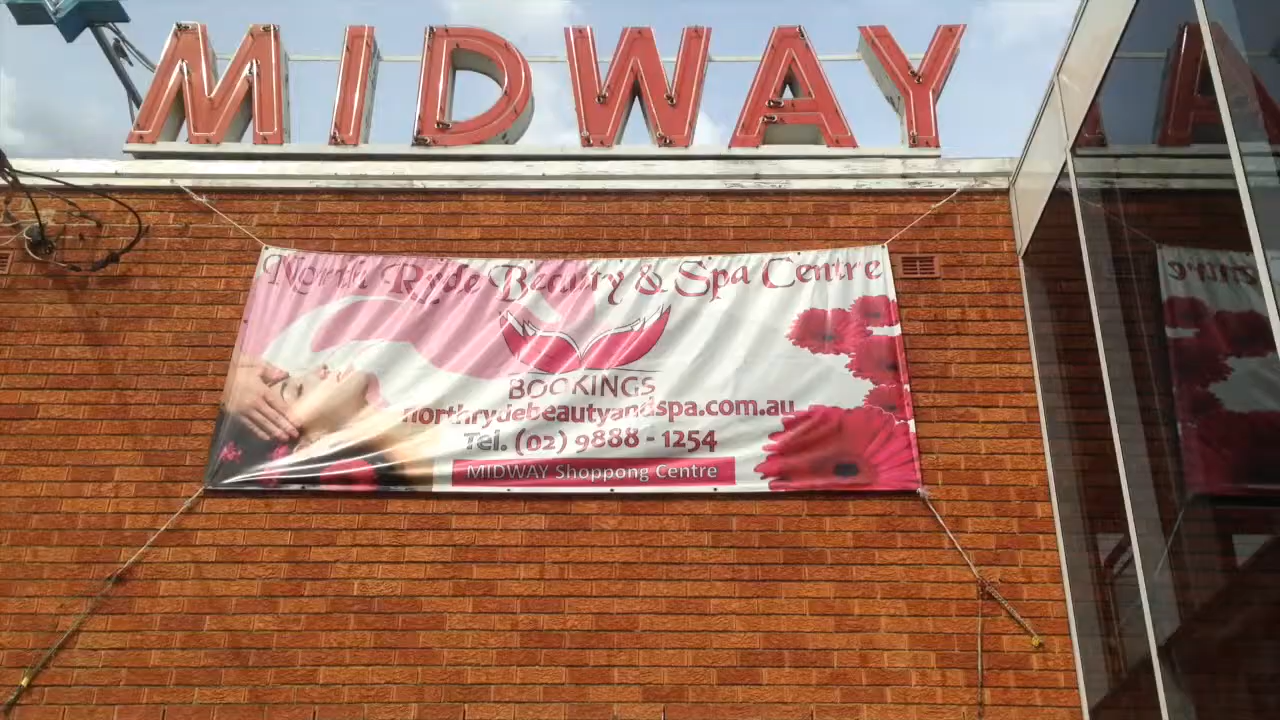 MIDWAY
North Ryde Beauty & Spa Centre
BOOKINGS
northrydebeautyandspa.com.au
Tel. (02) 9888 - 1254
MIDWAY Shoppong Centre